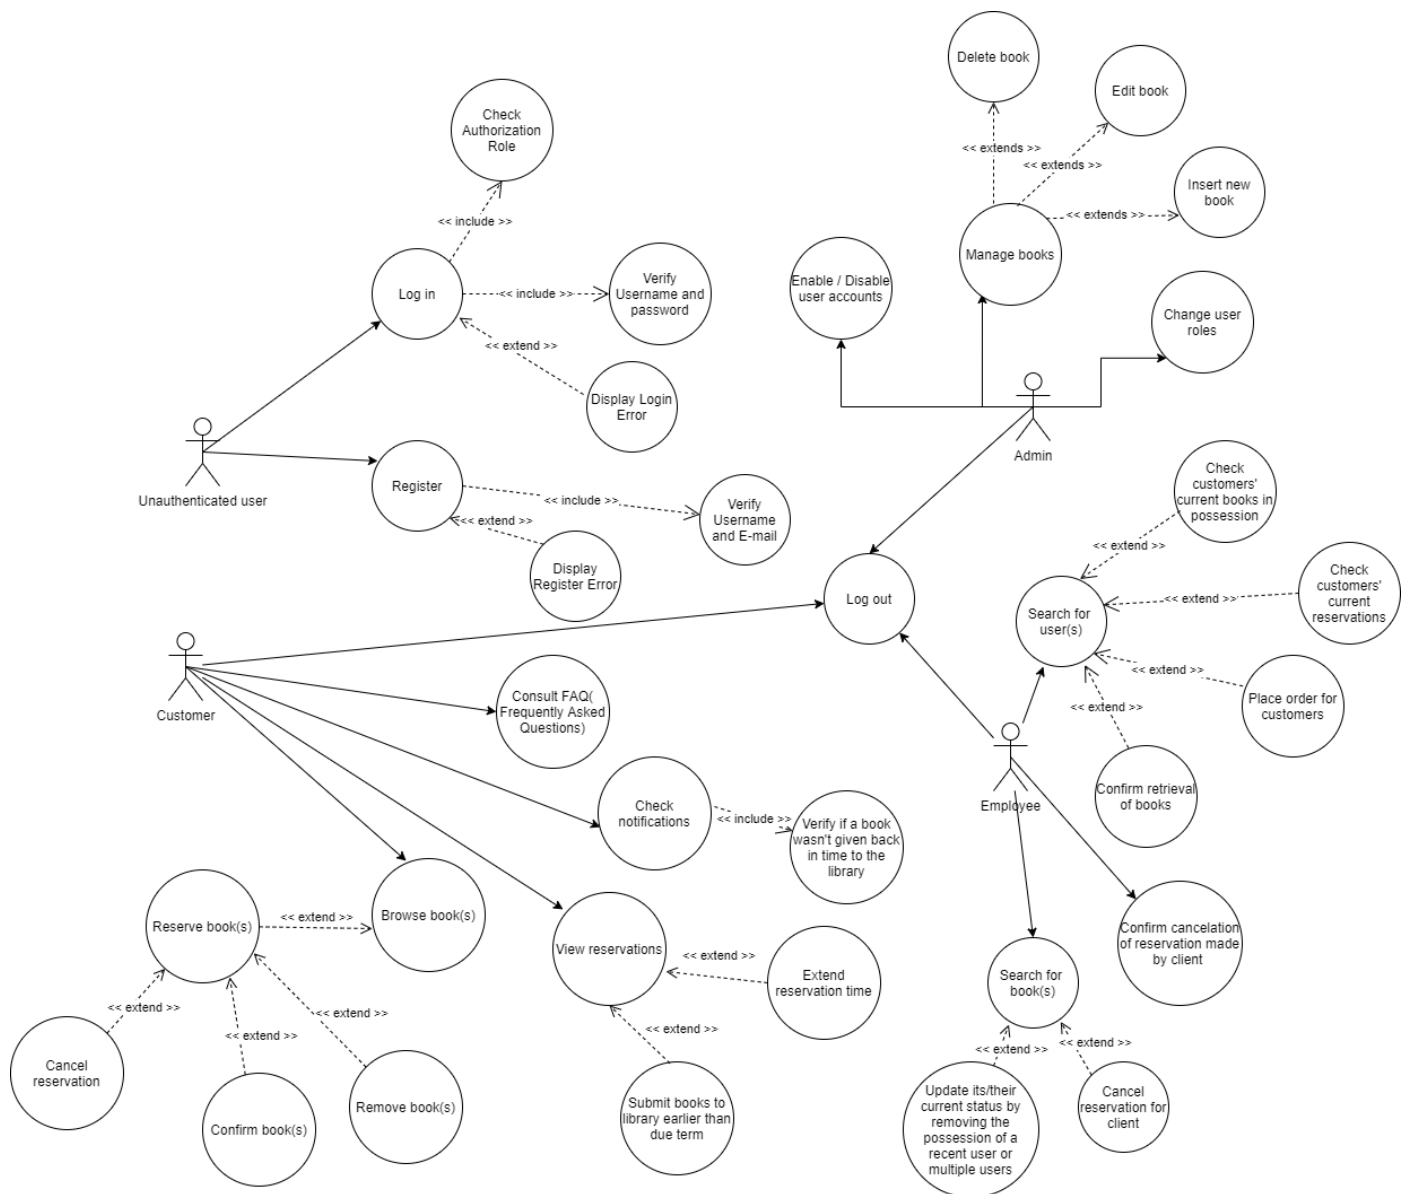 Delete book
Edit book
Check
Authorization
Role
<< extends >>
<< extends >>
Insert new
book
<< extends >>
<< include >>
Manage books
Log in
<< include >>
Verify
Username and
password
Enable / Disable
user accounts
Change user
roles
<< extend >>
Display Login
Error
Admin
Unauthenticated user
Register
<< include >>
<< extend >>
Verify
Username
and E-mail
Display
Register Error
Check
customers'
current books in
possession
<< extend >>
Log out
Search for
user(s)
<< extend >>
Check
customers'
current
reservations
<< extend >>
Place order for
customers
<< extend >>
Customer
Consult FAQ(
Frequently Asked
Questions)
Employee
Confirm retrieval
of books
Check
notifications
<< include >>
Verify if a book
wasn't given back
in time to the
library
Reserve book(s)
<< extend >>
Browse book(s)
View reservations
<< extend >>
Extend
reservation time
Confirm cancelation
of reservation made
by client
Search for
book(s)
<< extend >>
<< extend >>
<< extend >>
<< extend >>
<< extend >>
Cancel
reservation
Confirm book(s)
Remove book(s)
Submit books to
library earlier than
due term
Update its/their
current status by
removing the
possession of a
recent user or
multiple users
Cancel
reservation for
client